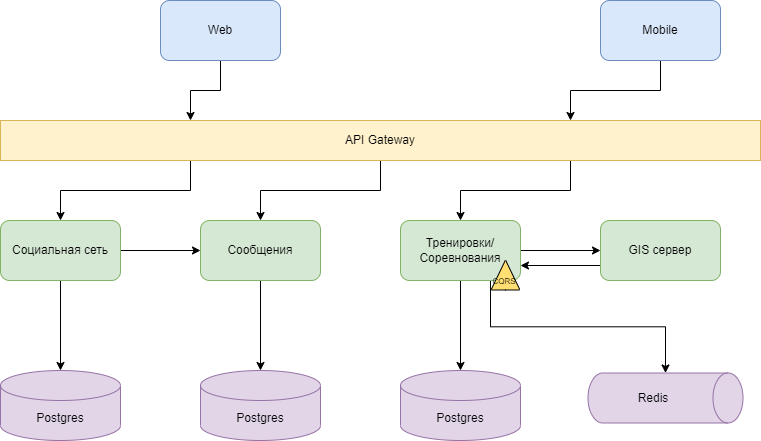 Web
Mobile
API Gateway
Социальная сеть
Сообщения
Тренировки/
Соревнования
GIS сервер
CQRS
Postgres
Postgres
Postgres
Redis